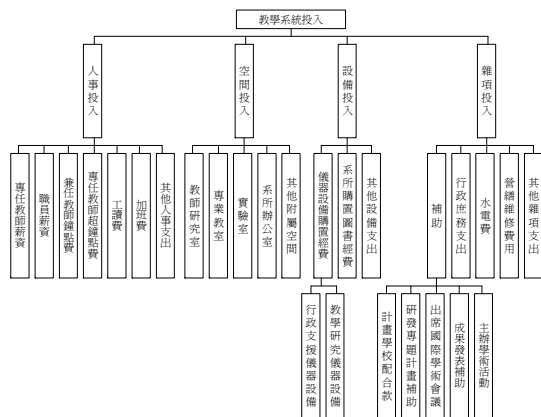 教學系統投入
人事投入
空間投入
設備投入
雜項投入
專任教師薪資
職員薪資
兼任教師鐘點費
專任教師超鐘點費
工讀費
加班費
其他人事支出
教師研究室
專業教室
實驗室
系所辦公室
其他附屬空間
儀器設備購置經費
系所購置圖書經費
其他設備支出
補助
行政庶務支出
水電費
營繕維修費用
其他雜項支出
行政支援儀器設備
教學研究儀器設備
計畫學校配合款
研發專題計畫補助
出席國際學術會議
成果發表補助
主辦學術活動